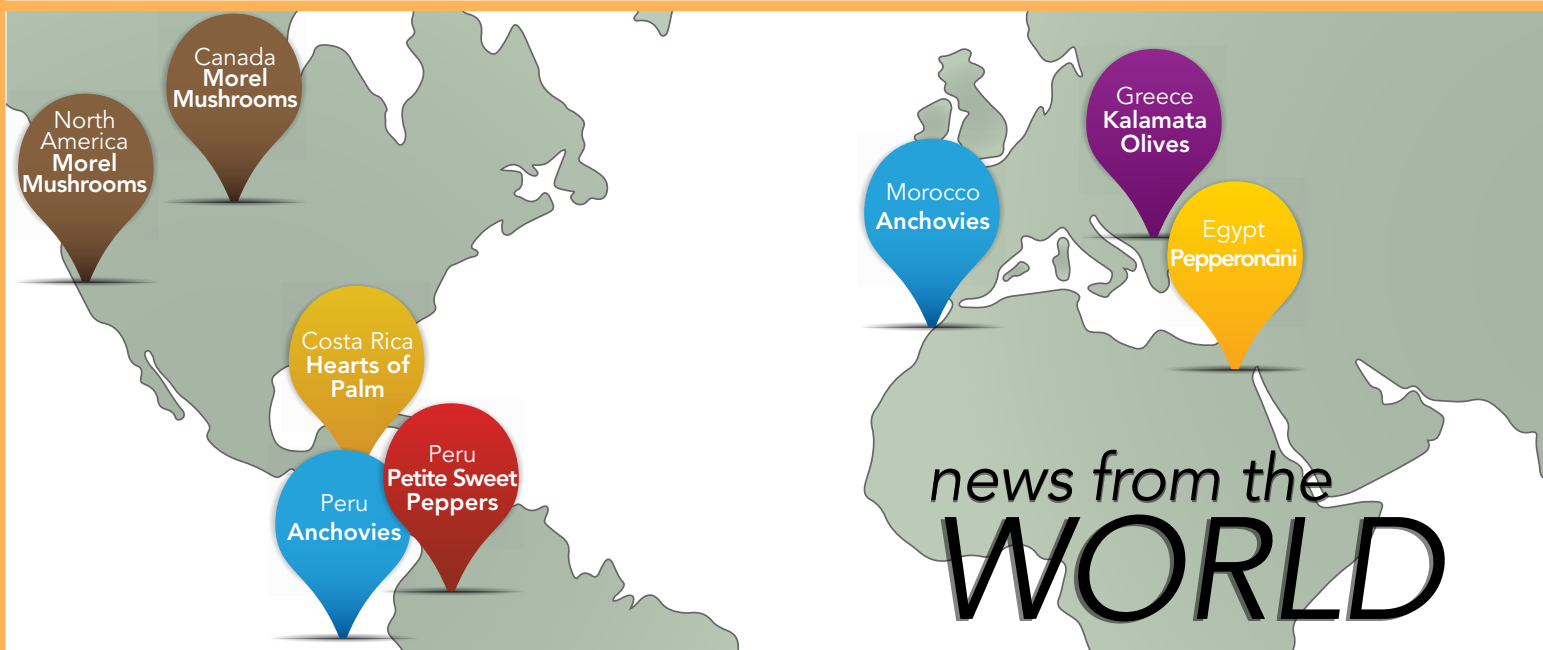 Canada
Morel
Mushrooms
North
America
Morel
Mushrooms
Costa Rica
Hearts of
Palm
Peru
Petite Sweet
Peppers
Peru
Anchovies
Greece
Kalamata
Olives
Morocco
Anchovies
Egypt
Pepperoncini
news from the
WORLD